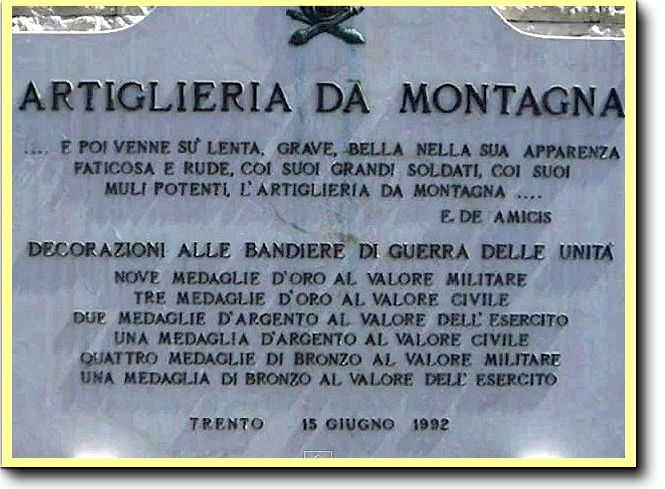 ARTIGLIERIA DA MONTAGNA
.... E POI VENNE SU' LENTA, GRAVE, BELLA NELLA SUA APPARENZA
FATICOSA E RUDE, COI SUOI GRANDI SOLDATI, COI SUOI
MULI POTENTI, L'ARTIGLIERIA DA MONTAGNA ....
E. DE AMICIS
DECORAZIONI ALLE BANDIERE DI GUERRA DELLE UNITA'
NOVE MEDAGLIE D'ORO AL VALORE MILITARE
TRE MEDAGLIE D'ORO AL VALORE CIVILE
DUE MEDAGLIE D'ARGENTO AL VALORE DELL'ESERCITO
UNA MEDAGLIA D'ARGENTO AL VALORE CIVILE
QUATTRO MEDAGLIE DI BRONZO AL VALORE MILITARE
UNA MEDAGLIA DI BRONZO AL VALORE DELL'ESERCITO
TRENTO 15 GIUGNO 1992